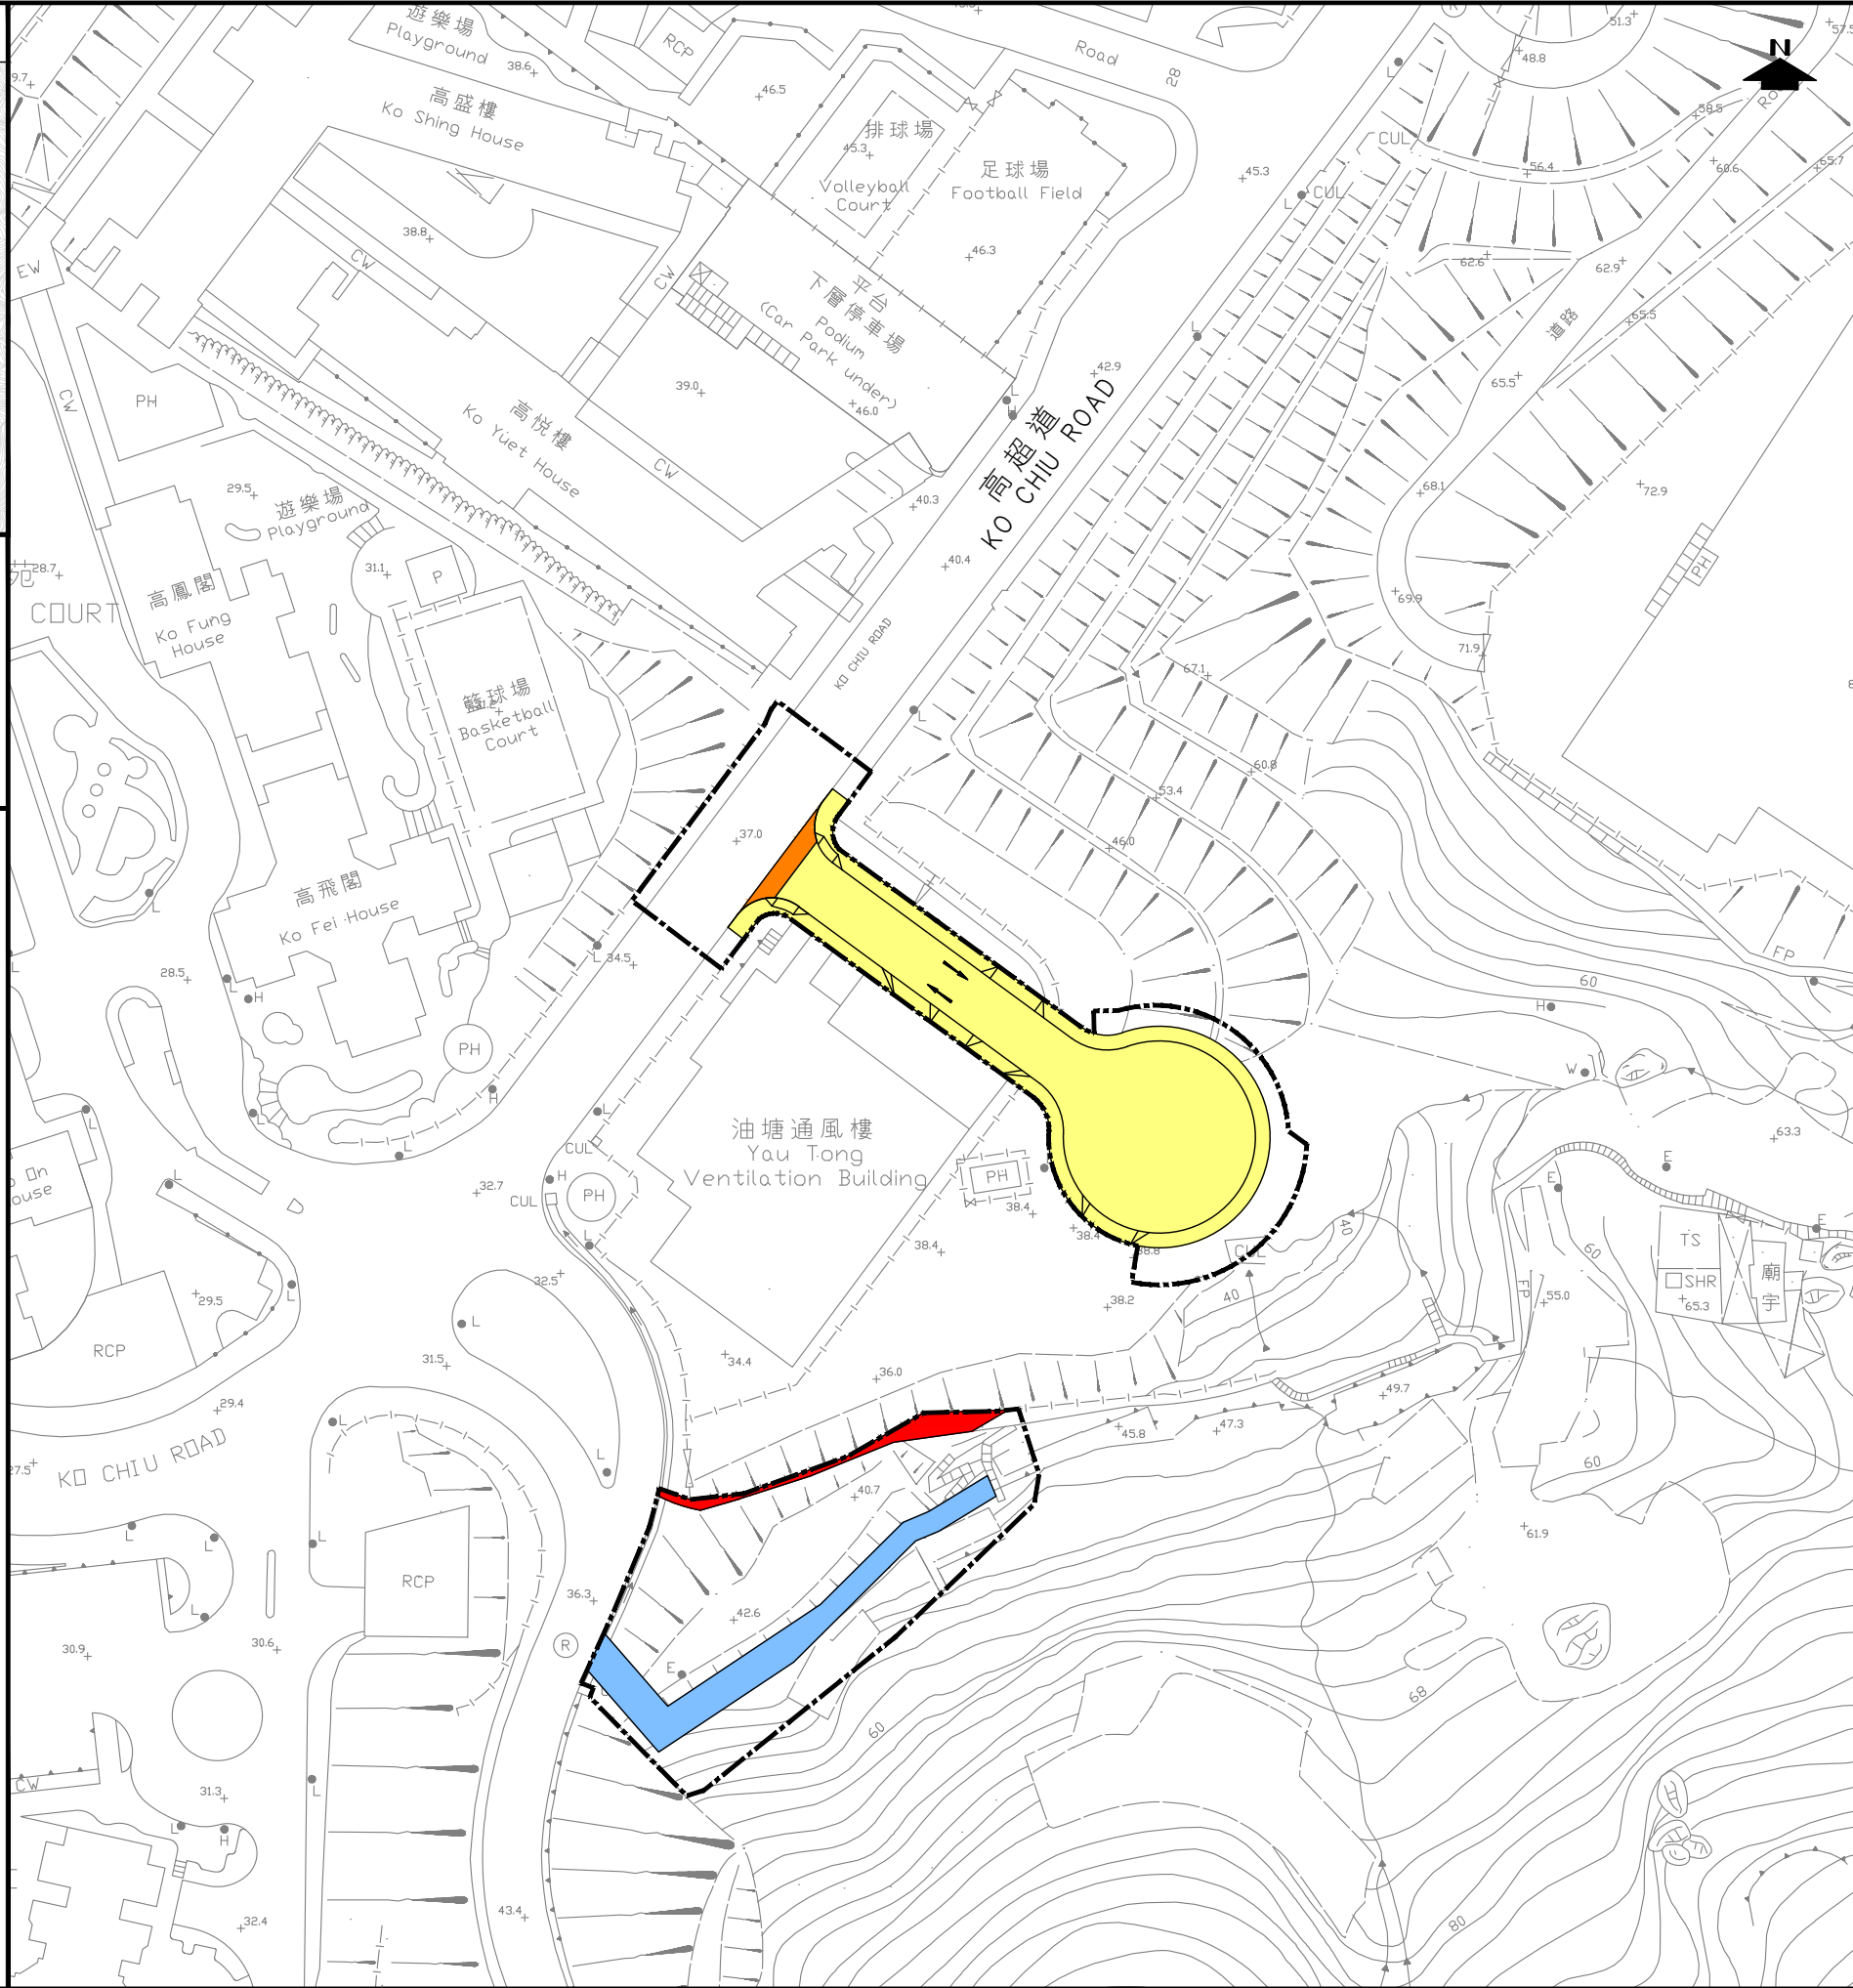 遊樂場
Playground
38.6
RCP
Road
28
51.3
57.5
N
9.7
48.8
46.5
高盛樓
Ko Shing House
排球場
45.3
Volleyball
Court
足球場
Football Field
58.5
CUL
56.4
60.6
65.7
45.3
L
CUL
38.8
CW
EW
46.3
62.6
62.9
平台
下層停車場
Podium
(Car Park under)
65.5
道路
CW
PH
39.0
46.0
42.9
L
H
65.5
高悅樓
Ko Yuet House
CW
高超道
KO CHIU ROAD
68.1
72.9
29.5
遊樂場
Playground
40.3
40.4
苑
28.7
COURT
31.1
P
PH
69.9
高鳳閣
Ko Fung
House
KO CHIU ROAD
71.9
67.1
籃球場
Basketball
Court
L
60.8
53.4
37.0
46.0
高飛閣
Ko Fei House
L
34.5
28.5
L
H
FP
60
H
PH
W
H
L
油塘通風樓
Yau Tong
Ventilation Building
CUL
63.3
PH
38.4
E
32.7
CUL
H
PH
38.4
38.4
38.8
CUL
40
TS
SHR
65.3
廟宇
FP
55.0
60
29.5
32.5
38.2
40
RCP
L
31.5
34.4
36.0
49.7
29.4
45.8
47.3
KO CHIU ROAD
27.5
L
40.7
60
61.9
RCP
36.3
42.6
R
E
30.9
30.6
68
60
CW
31.3
L
H
32.4
43.4
80